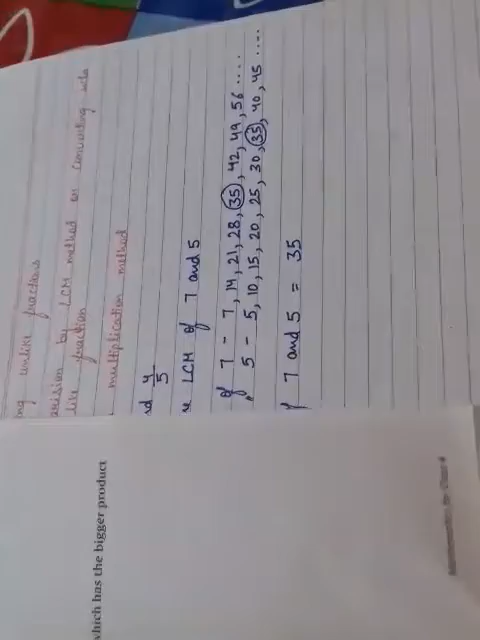 ng unlike fractions
arision by LCM method or converting into
like fraction
multiplication method
nd 4/5
LCM of 7 and 5
of 7 - 7, 14, 21, 28, 35, 42, 49, 56 ....
5 - 5, 10, 15, 20, 25, 30, 35, 40, 45 ....
7 and 5 = 35
which has the bigger product